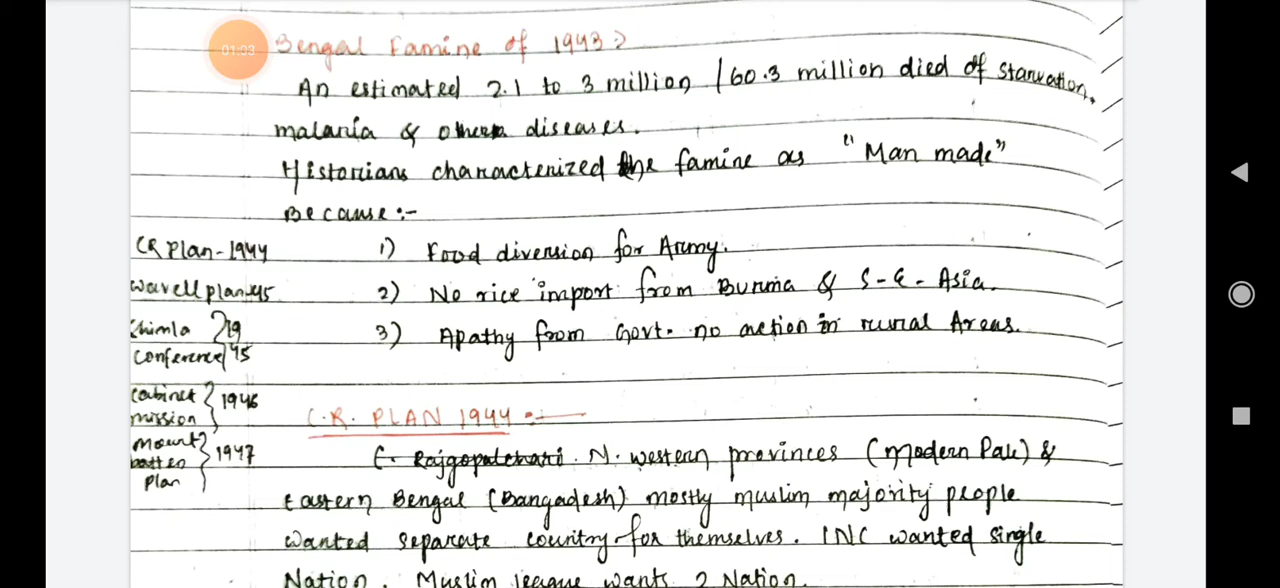 01:03
Bengal Famine of 1943 :>
An estimated 2.1 to 3 million / 60.3 million died of starvation,
malaria & other diseases.
Historians characterized the famine as "Man made"
Because :-
1) Food diversion for Army.
2) No rice import from Burma & S-E-Asia.
3) Apathy from Govt. no action in rural Areas.
CR Plan-1944
wavell plan 45
Shimla conference } 19 45
cabinet mission } 1946
mount batten plan } 1947
C.R. PLAN 1944 :-
C. Rajgopalchari. N. western provinces (Modern Pak) &
Eastern Bengal (Bangadesh) mostly muslim majority people
wanted separate country for themselves. INC wanted single
Nation. Muslim league wants 2 Nation.